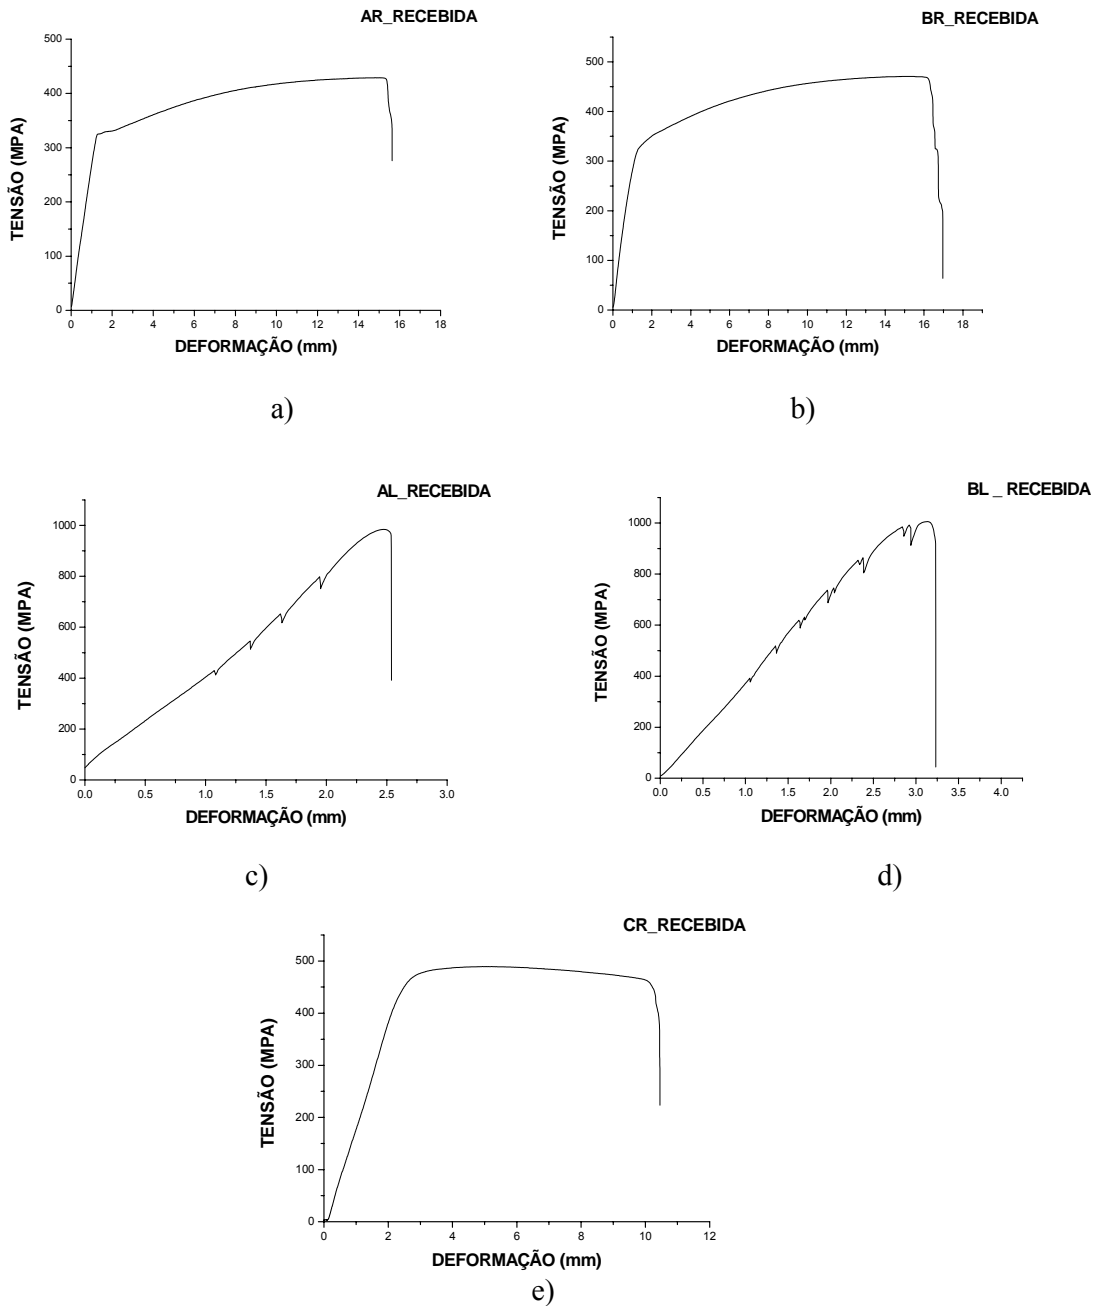 AR_RECEBIDA
500
400
300
200
100
0
TENSÃO (MPA)
0 2 4 6 8 10 12 14 16 18
DEFORMAÇÃO (mm)
a)
BR_RECEBIDA
500
400
300
200
100
0
TENSÃO (MPA)
0 2 4 6 8 10 12 14 16 18
DEFORMAÇÃO (mm)
b)
AL_RECEBIDA
1000
800
600
400
200
0
TENSÃO (MPA)
0.0 0.5 1.0 1.5 2.0 2.5 3.0
DEFORMAÇÃO (mm)
c)
BL _ RECEBIDA
1000
800
600
400
200
0
TENSÃO (MPA)
0.0 0.5 1.0 1.5 2.0 2.5 3.0 3.5 4.0
DEFORMAÇÃO (mm)
d)
CR_RECEBIDA
500
400
300
200
100
0
TENSÃO (MPA)
0 2 4 6 8 10 12
DEFORMAÇÃO (mm)
e)